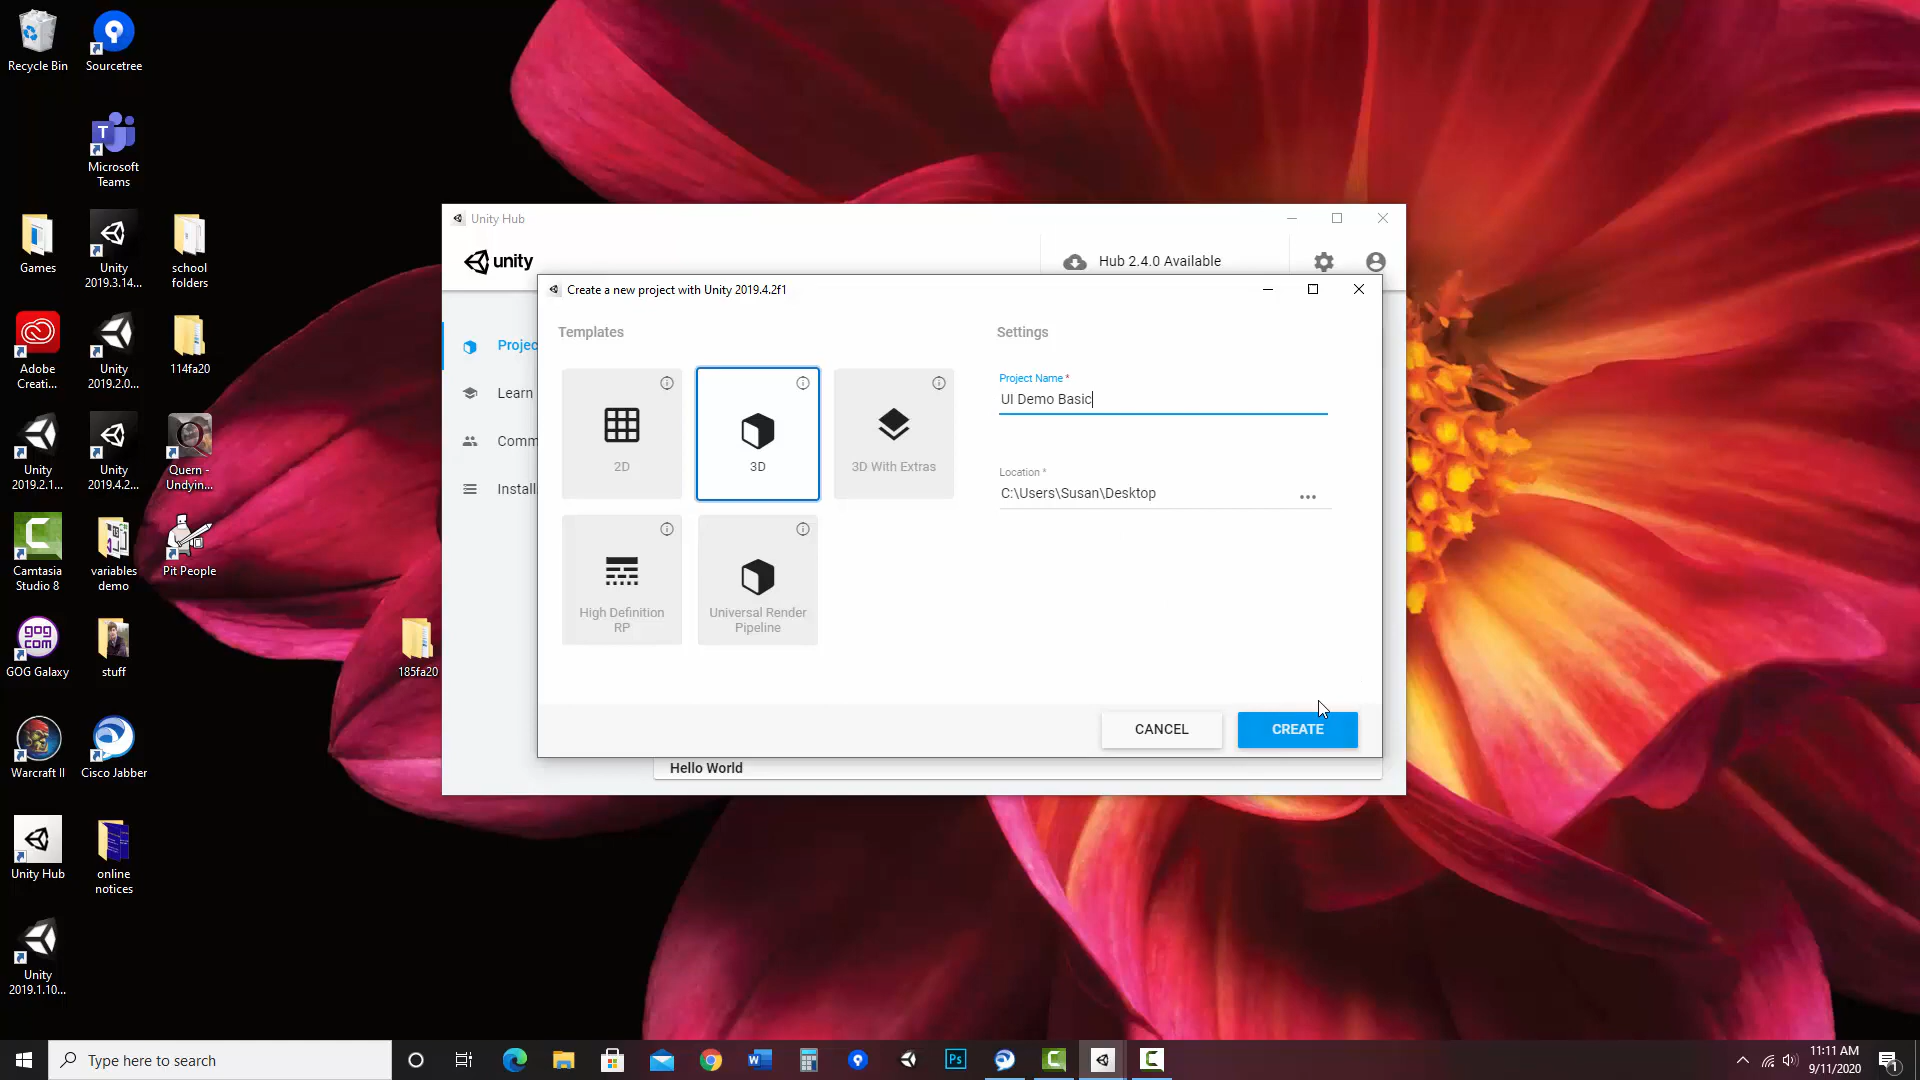 Recycle Bin
Sourcetree
Microsoft
Teams
Games
Unity
2019.3.14...
school
folders
Adobe
Creati...
Unity
2019.2.0...
114fa20
Unity
2019.2.1...
Unity
2019.4.2...
Quern -
Undyin...
Camtasia
Studio 8
variables
demo
Pit People
gog
com
GOG Galaxy
stuff
185fa20
Warcraft II
Cisco Jabber
Unity Hub
online
notices
Unity
2019.1.10...
Unity Hub
unity
Hub 2.4.0 Available
Projec
Learn
Comm
Install
Hello World
Create a new project with Unity 2019.4.2f1
Templates
2D
3D
3D With Extras
High Definition
RP
Universal Render
Pipeline
Settings
Project Name *
UI Demo Basic
Location *
C:\Users\Susan\Desktop
CANCEL
CREATE
Type here to search
11:11 AM
9/11/2020
1